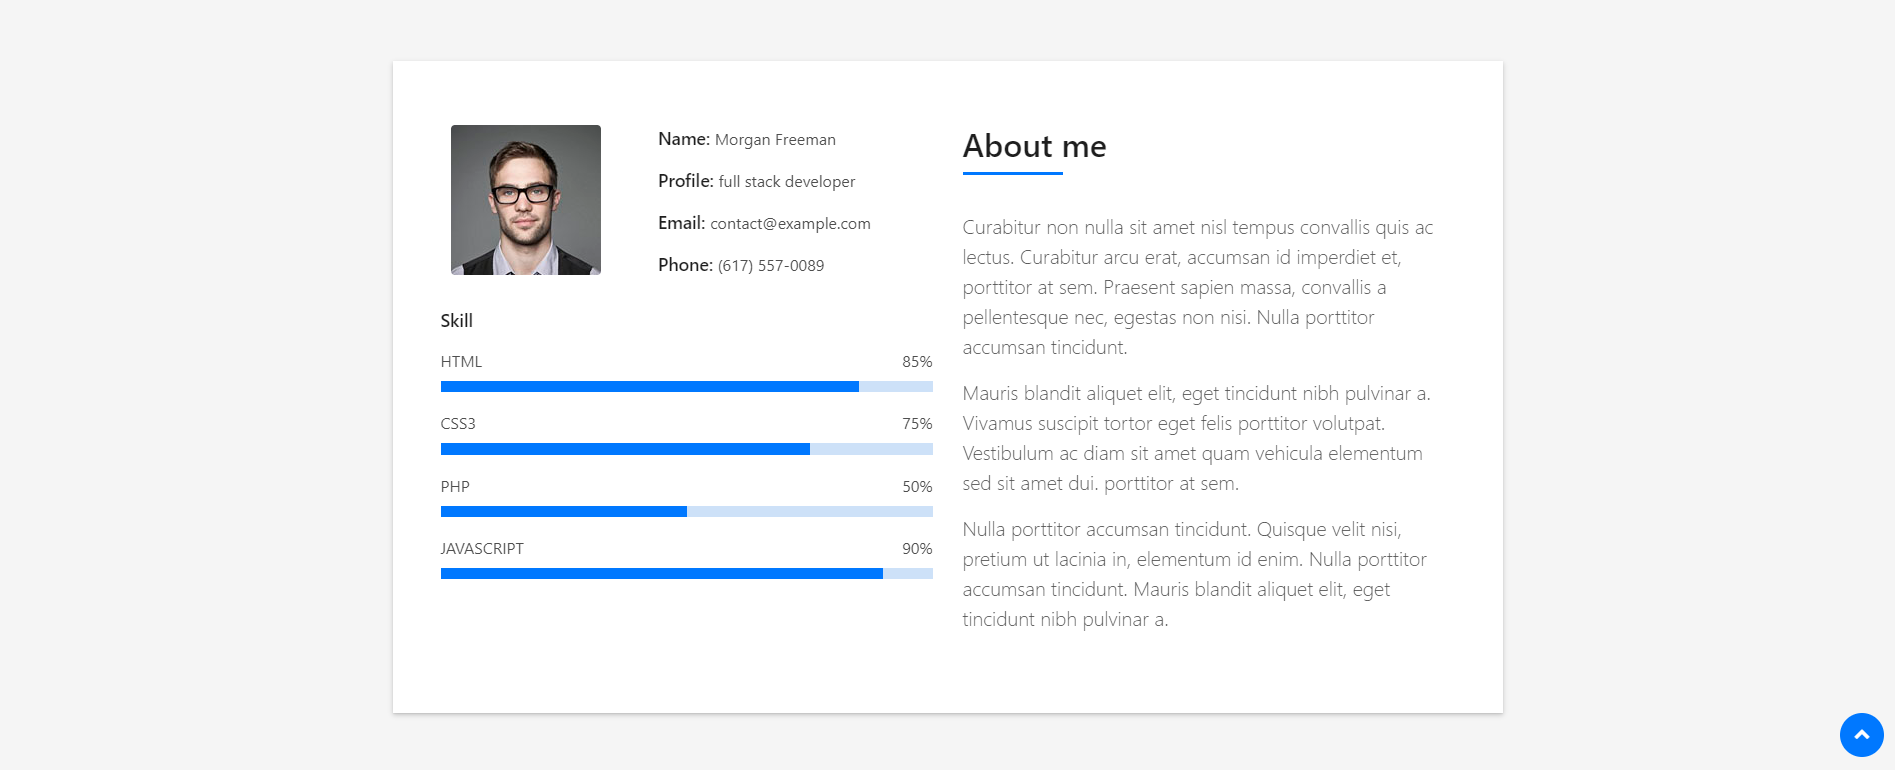 Name: Morgan Freeman
Profile: full stack developer
Email: contact@example.com
Phone: (617) 557-0089
Skill
HTML 85%
CSS3 75%
PHP 50%
JAVASCRIPT 90%
About me
Curabitur non nulla sit amet nisl tempus convallis quis ac
lectus. Curabitur arcu erat, accumsan id imperdiet et,
porttitor at sem. Praesent sapien massa, convallis a
pellentesque nec, egestas non nisi. Nulla porttitor
accumsan tincidunt.
Mauris blandit aliquet elit, eget tincidunt nibh pulvinar a.
Vivamus suscipit tortor eget felis porttitor volutpat.
Vestibulum ac diam sit amet quam vehicula elementum
sed sit amet dui. porttitor at sem.
Nulla porttitor accumsan tincidunt. Quisque velit nisi,
pretium ut lacinia in, elementum id enim. Nulla porttitor
accumsan tincidunt. Mauris blandit aliquet elit, eget
tincidunt nibh pulvinar a.